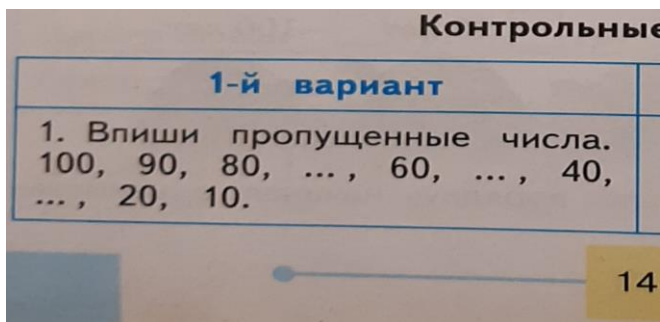 Контрольные
1-й вариант
1. Впиши пропущенные числа.
100, 90, 80, ... , 60, ... , 40,
... , 20, 10.
14